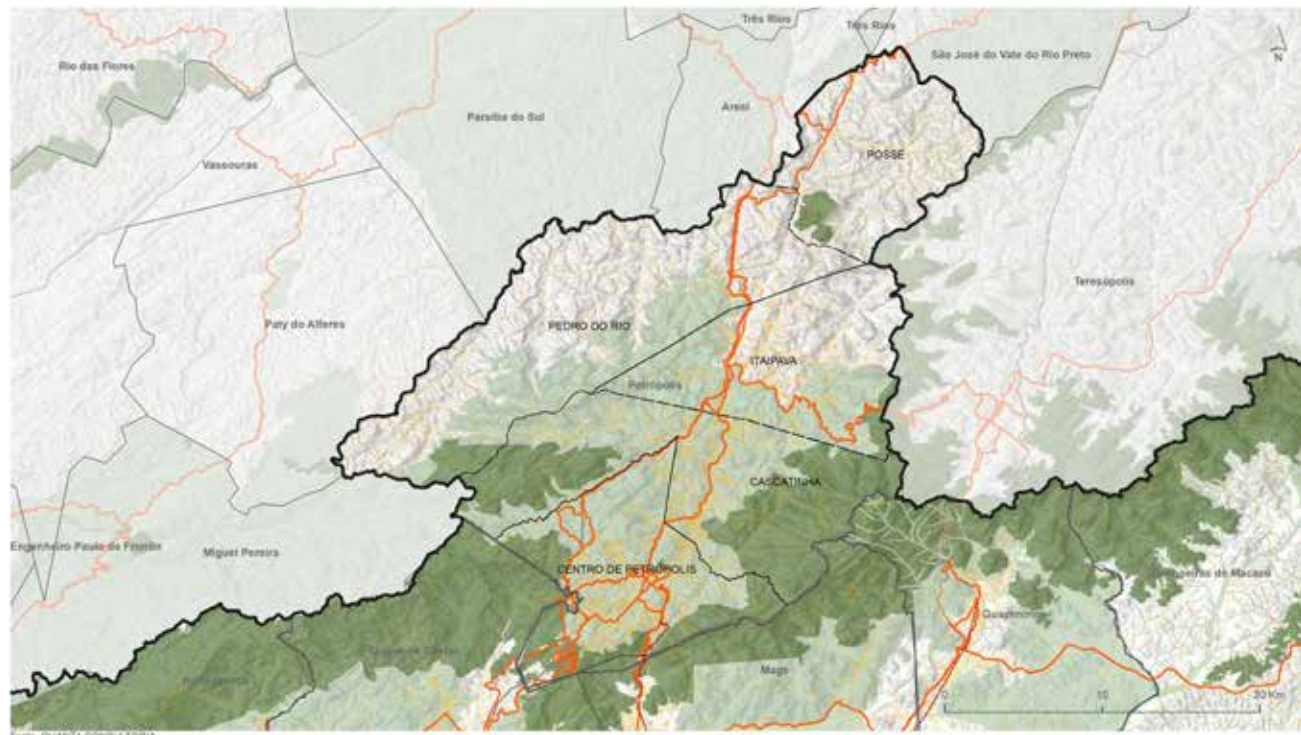 Três Rios
Três Rios
São José do Vale do Rio Preto
N
Rio das Flores
Areal
Paraíba do Sul
POSSE
Vassouras
Teresópolis
Paty do Alferes
PEDRO DO RIO
ITAIPAVA
Petrópolis
CASCATINHA
Engenheiro Paulo de Frontin
Miguel Pereira
CENTRO DE PETRÓPOLIS
de Macacu
Magé
0 10 20 Km